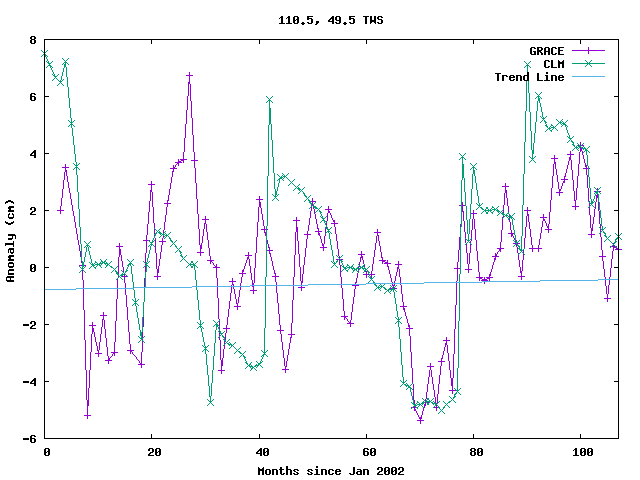 110.5, 49.5 TWS
GRACE
CLM
Trend Line
Anomaly (cm)
8
6
4
2
0
-2
-4
-6
0 20 40 60 80 100
Months since Jan 2002